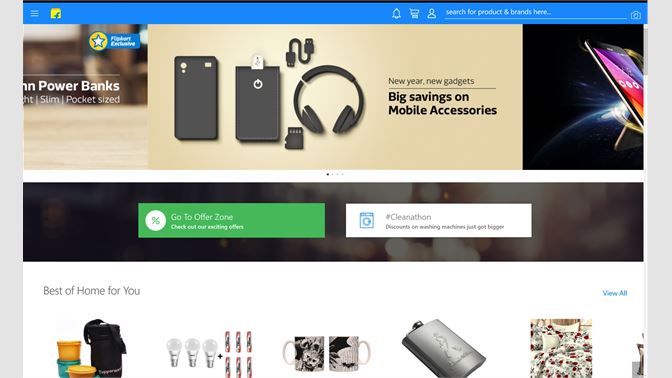 search for product & brands here...
Flipkart
Exclusive
nn Power Banks
ght | Slim | Pocket sized
New year, new gadgets
Big savings on
Mobile Accessories
%
Go To Offer Zone
Check out our exciting offers
#Cleanathon
Discounts on washing machines just got bigger
Best of Home for You
View All
Tupperware